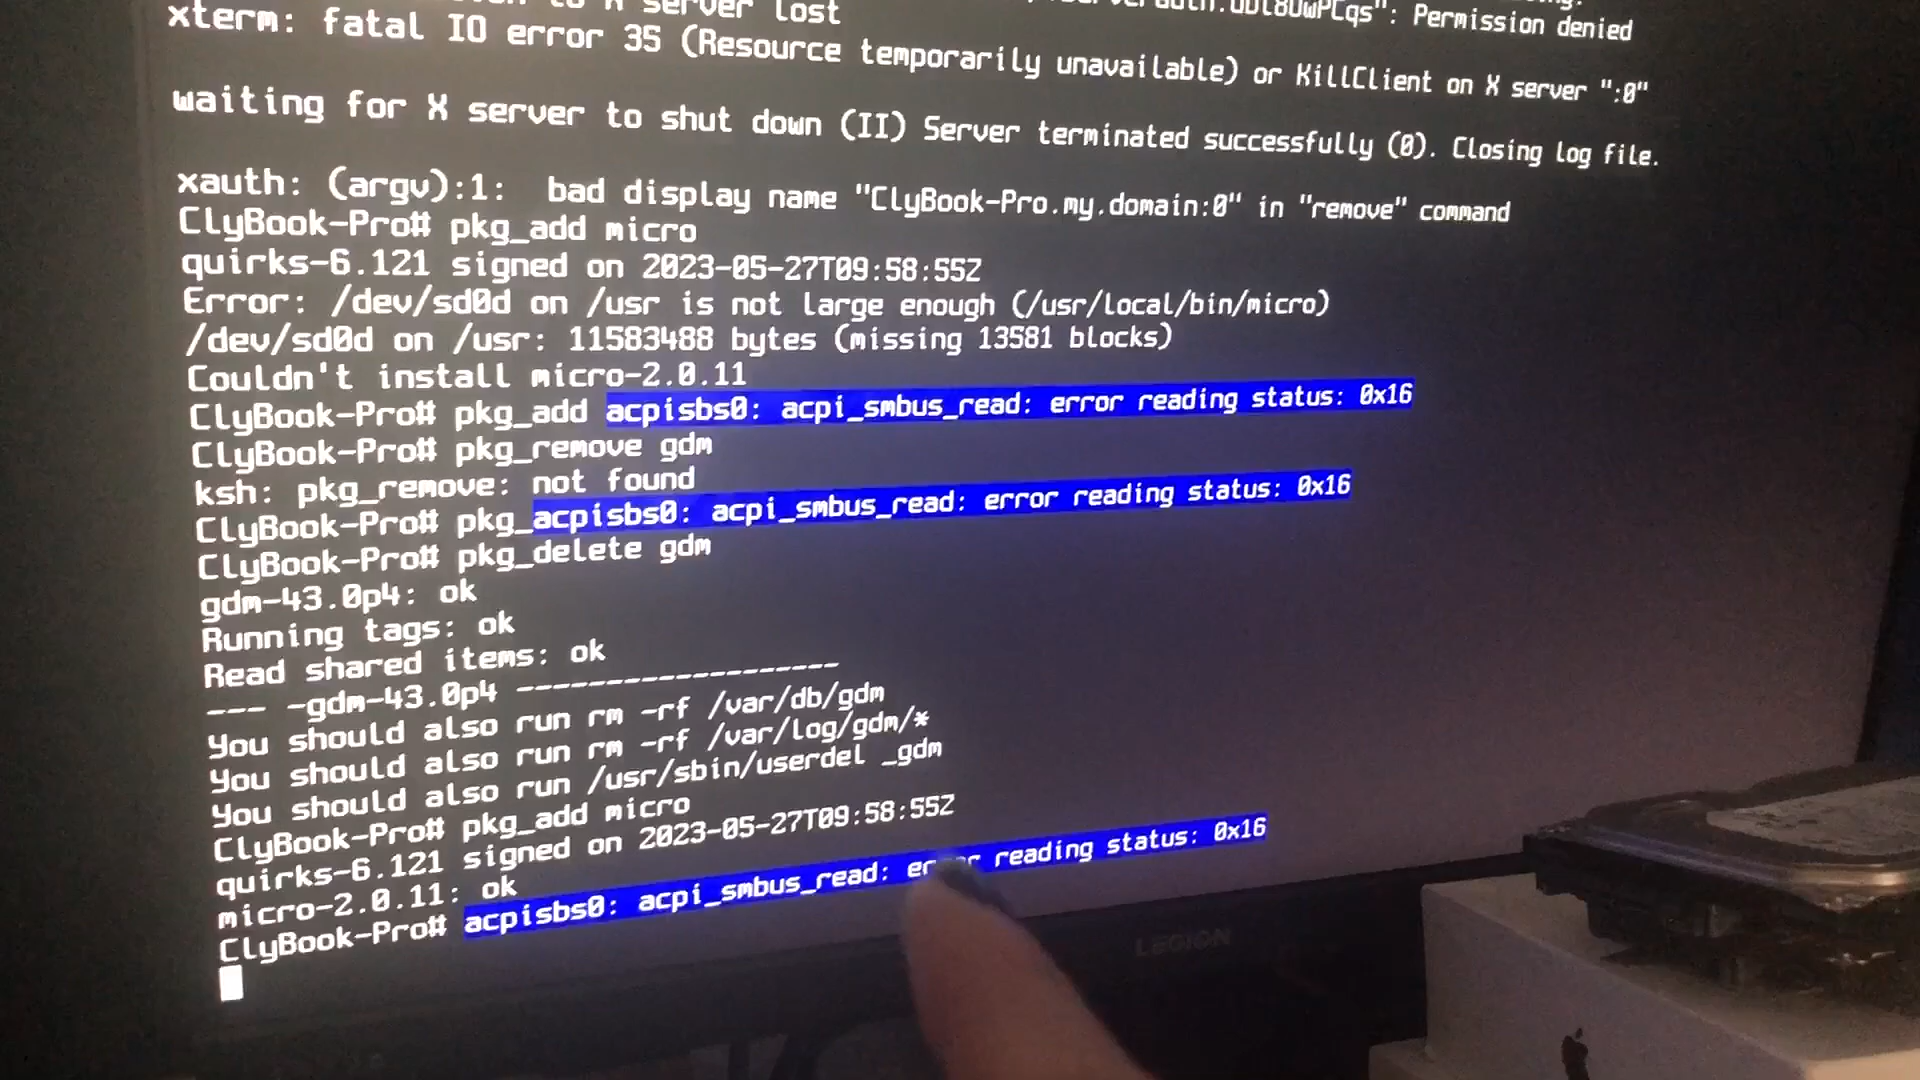 X server lost
Permission denied
xterm: fatal IO error 35 (Resource temporarily unavailable) or KillClient on X server ":0"
waiting for X server to shut down (II) Server terminated successfully (0). Closing log file.
xauth: (argv):1:  bad display name "ClyBook-Pro.my.domain:0" in "remove" command
ClyBook-Pro# pkg_add micro
quirks-6.121 signed on 2023-05-27T09:58:55Z
Error: /dev/sd0d on /usr is not large enough (/usr/local/bin/micro)
/dev/sd0d on /usr: 11583488 bytes (missing 13581 blocks)
Couldn't install micro-2.0.11
ClyBook-Pro# pkg_add acpisbs0: acpi_smbus_read: error reading status: 0x16
ClyBook-Pro# pkg_remove gdm
ksh: pkg_remove: not found
ClyBook-Pro# pkg_acpisbs0: acpi_smbus_read: error reading status: 0x16
ClyBook-Pro# pkg_delete gdm
gdm-43.0p4: ok
Running tags: ok
Read shared items: ok
--- -gdm-43.0p4 -------------------
You should also run rm -rf /var/db/gdm
You should also run rm -rf /var/log/gdm/*
You should also run /usr/sbin/userdel _gdm
ClyBook-Pro# pkg_add micro
quirks-6.121 signed on 2023-05-27T09:58:55Z
micro-2.0.11: ok
ClyBook-Pro# acpisbs0: acpi_smbus_read: error reading status: 0x16
LEGION